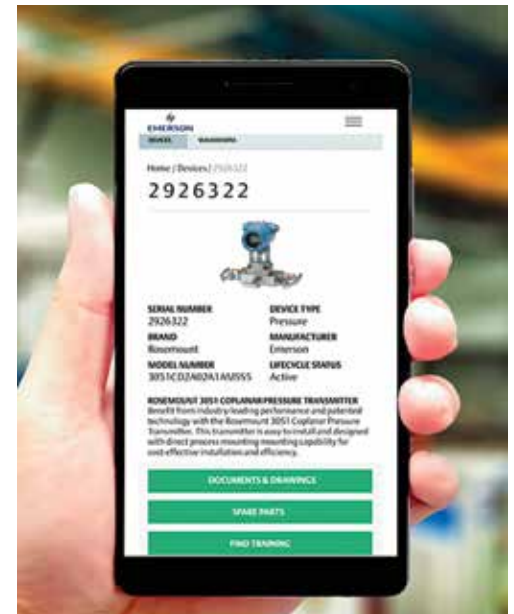 EMERSON
DEVICES
Home / Devices / 2926322
2926322
SERIAL NUMBER DEVICE TYPE
2926322 Pressure
BRAND MANUFACTURER
Rosemount Emerson
MODEL NUMBER LIFECYCLE STATUS
Active
ROSEMOUNT 3051 COPLANAR PRESSURE TRANSMITTER
Benefit from industry-leading performance and patented
technology with the Rosemount 3051 Coplanar Pressure
Transmitter. This transmitter is easy to install and designed
with direct process mounting mounting capability for
cost-effective installation and efficiency.
DOCUMENTS & DRAWINGS
SPARE PARTS
FIND TRAINING